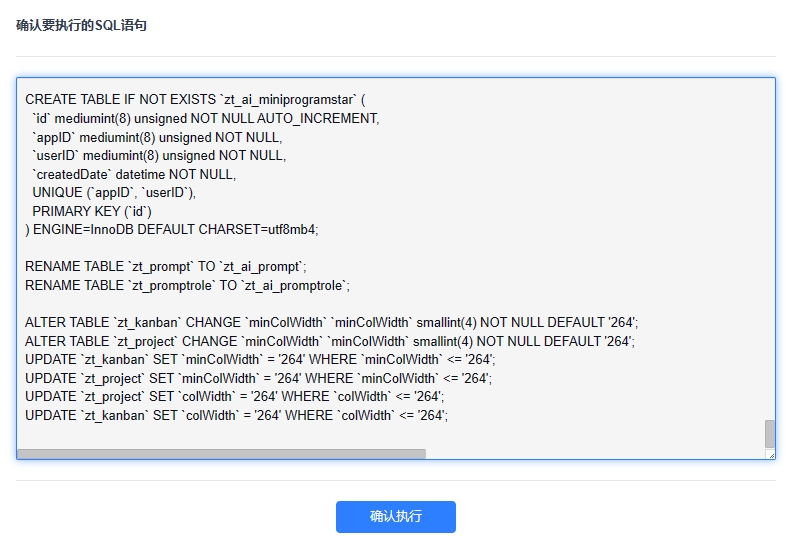 确认要执行的SQL语句
CREATE TABLE IF NOT EXISTS `zt_ai_miniprogramstar` (
  `id` mediumint(8) unsigned NOT NULL AUTO_INCREMENT,
  `appID` mediumint(8) unsigned NOT NULL,
  `userID` mediumint(8) unsigned NOT NULL,
  `createdDate` datetime NOT NULL,
  UNIQUE (`appID`, `userID`),
  PRIMARY KEY (`id`)
) ENGINE=InnoDB DEFAULT CHARSET=utf8mb4;
RENAME TABLE `zt_prompt` TO `zt_ai_prompt`;
RENAME TABLE `zt_promptrole` TO `zt_ai_promptrole`;
ALTER TABLE `zt_kanban` CHANGE `minColWidth` `minColWidth` smallint(4) NOT NULL DEFAULT '264';
ALTER TABLE `zt_project` CHANGE `minColWidth` `minColWidth` smallint(4) NOT NULL DEFAULT '264';
UPDATE `zt_kanban` SET `minColWidth` = '264' WHERE `minColWidth` <= '264';
UPDATE `zt_project` SET `minColWidth` = '264' WHERE `minColWidth` <= '264';
UPDATE `zt_project` SET `colWidth` = '264' WHERE `colWidth` <= '264';
UPDATE `zt_kanban` SET `colWidth` = '264' WHERE `colWidth` <= '264';
确认执行